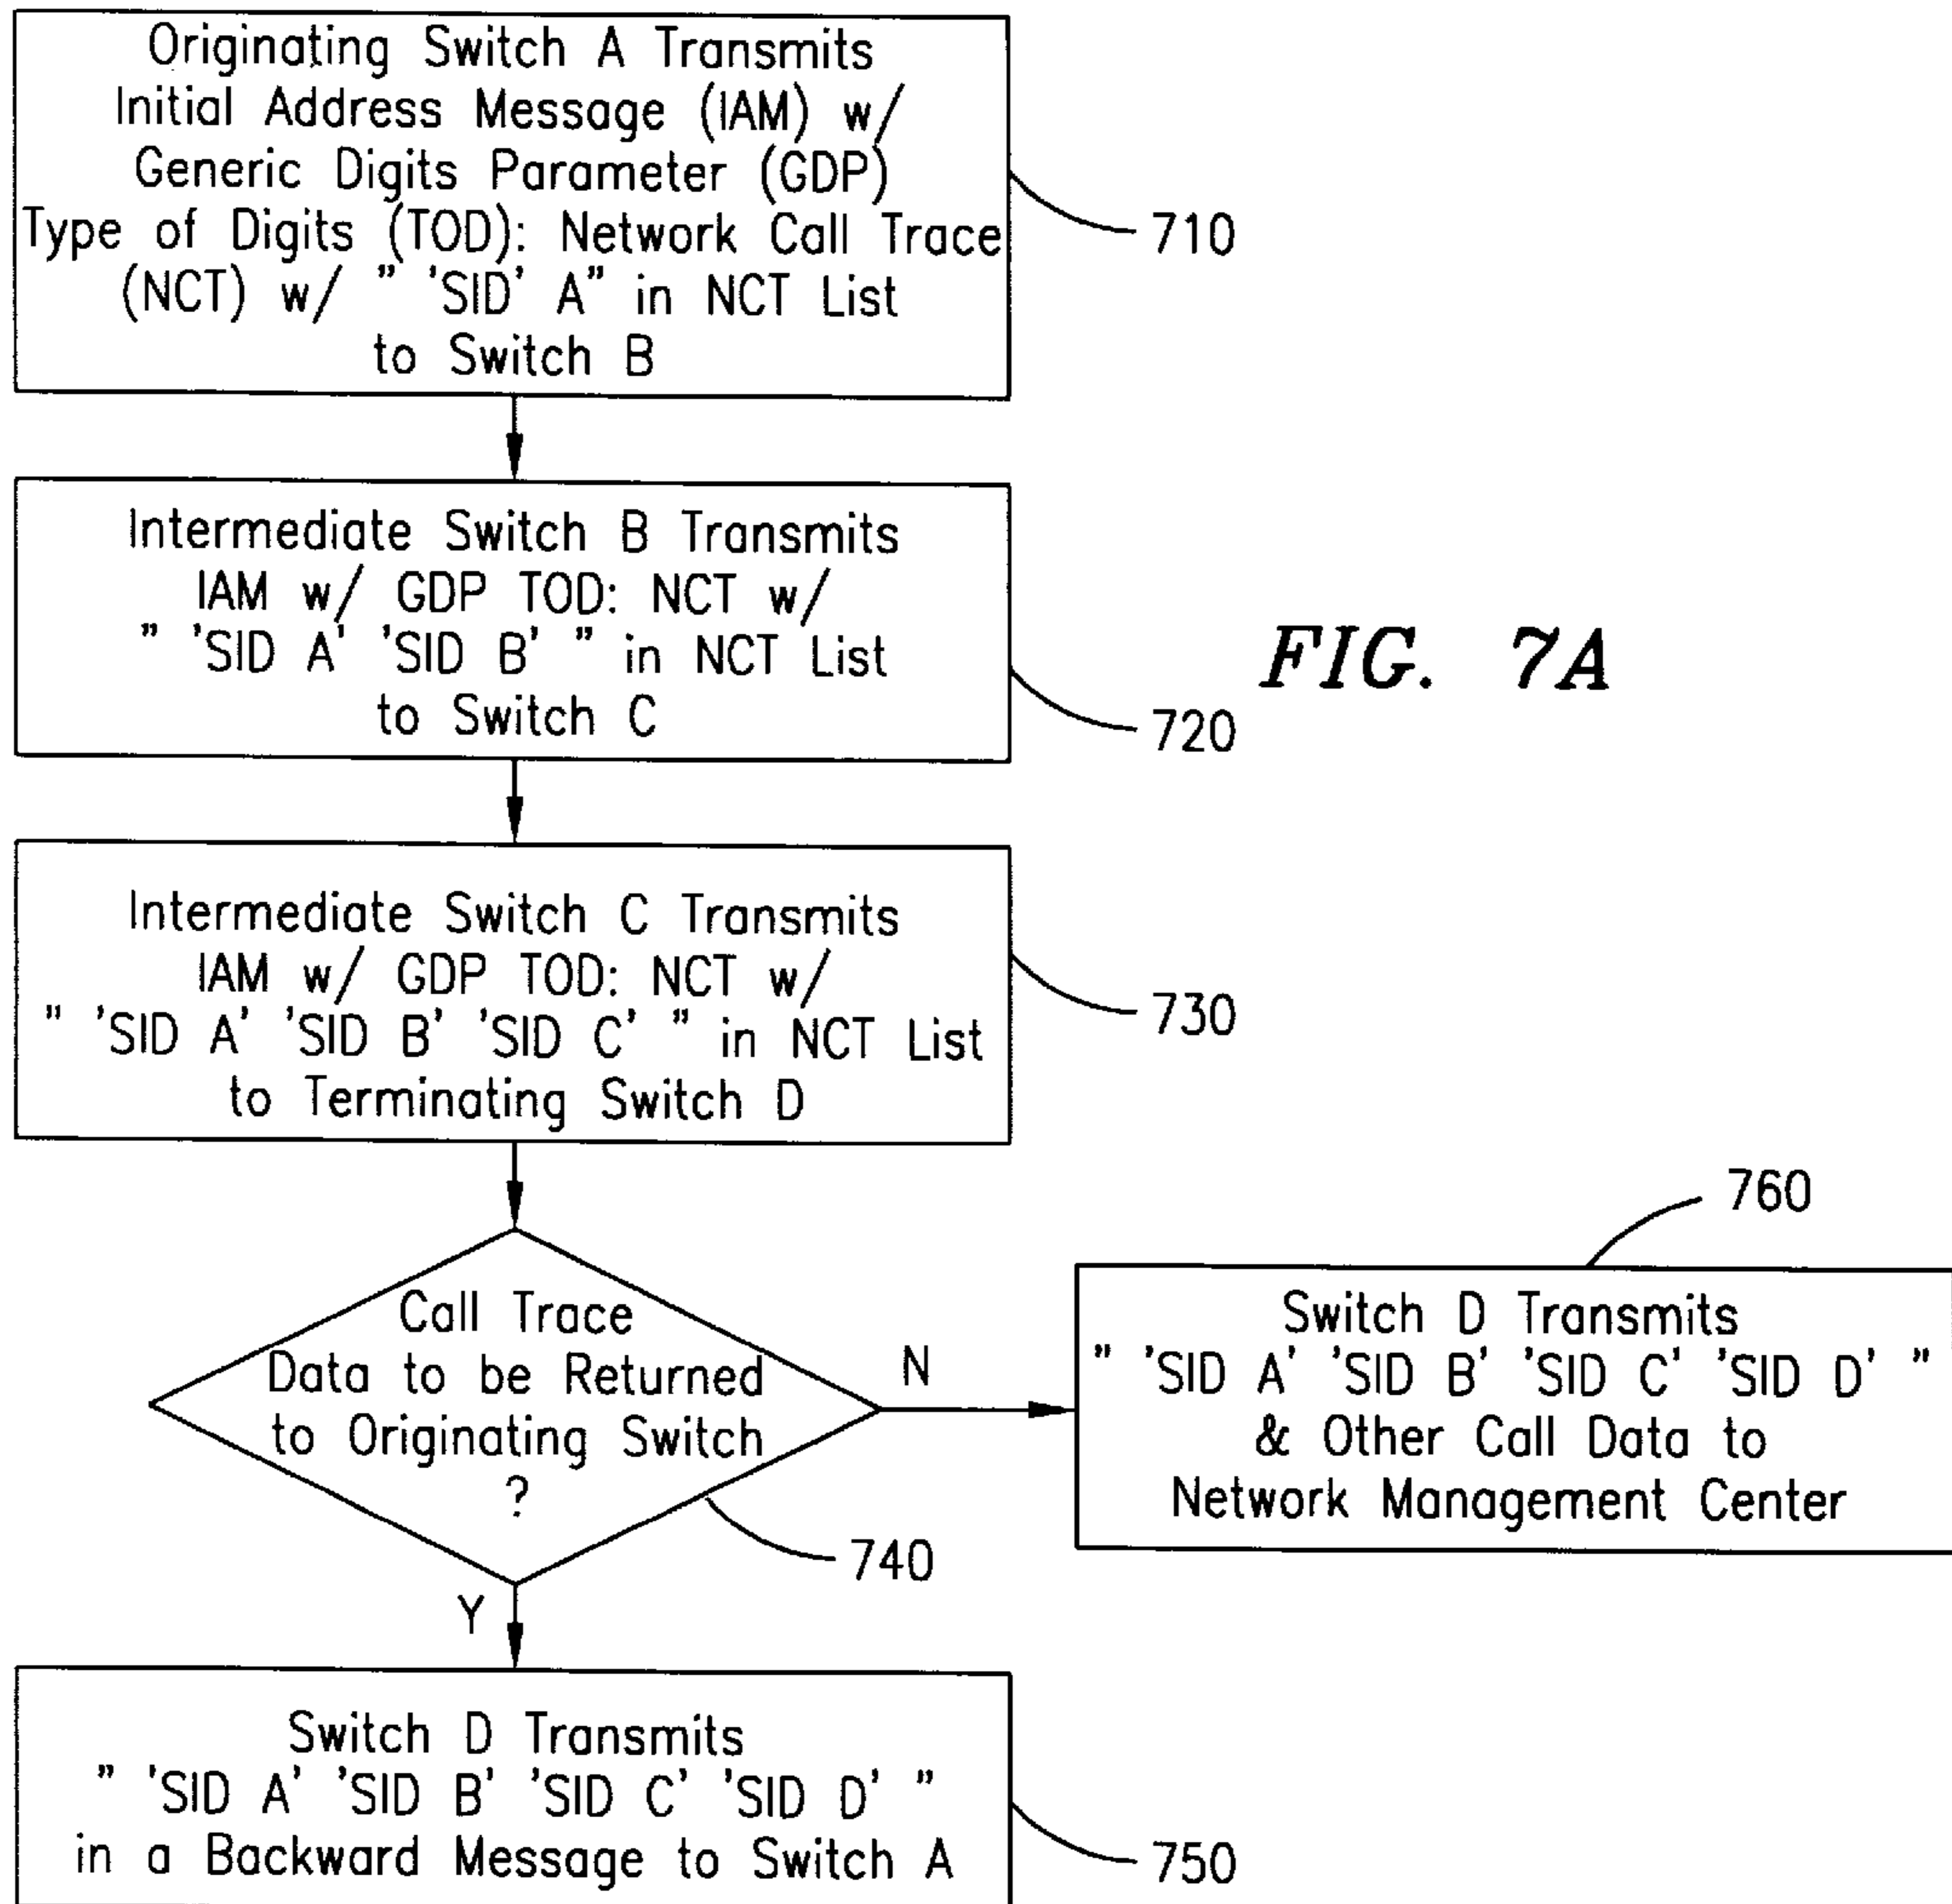 Originating Switch A Transmits
Initial Address Message (IAM) w/
Generic Digits Parameter (GDP)
Type of Digits (TOD): Network Call Trace
(NCT) w/ " 'SID' A" in NCT List
to Switch B
710
Intermediate Switch B Transmits
IAM w/ GDP TOD: NCT w/
" 'SID A' 'SID B' " in NCT List
to Switch C
720
FIG. 7A
Intermediate Switch C Transmits
IAM w/ GDP TOD: NCT w/
" 'SID A' 'SID B' 'SID C' " in NCT List
to Terminating Switch D
730
Call Trace
Data to be Returned
to Originating Switch
?
740
N
Y
760
Switch D Transmits
" 'SID A' 'SID B' 'SID C' 'SID D' "
& Other Call Data to
Network Management Center
Switch D Transmits
" 'SID A' 'SID B' 'SID C' 'SID D' "
in a Backward Message to Switch A
750